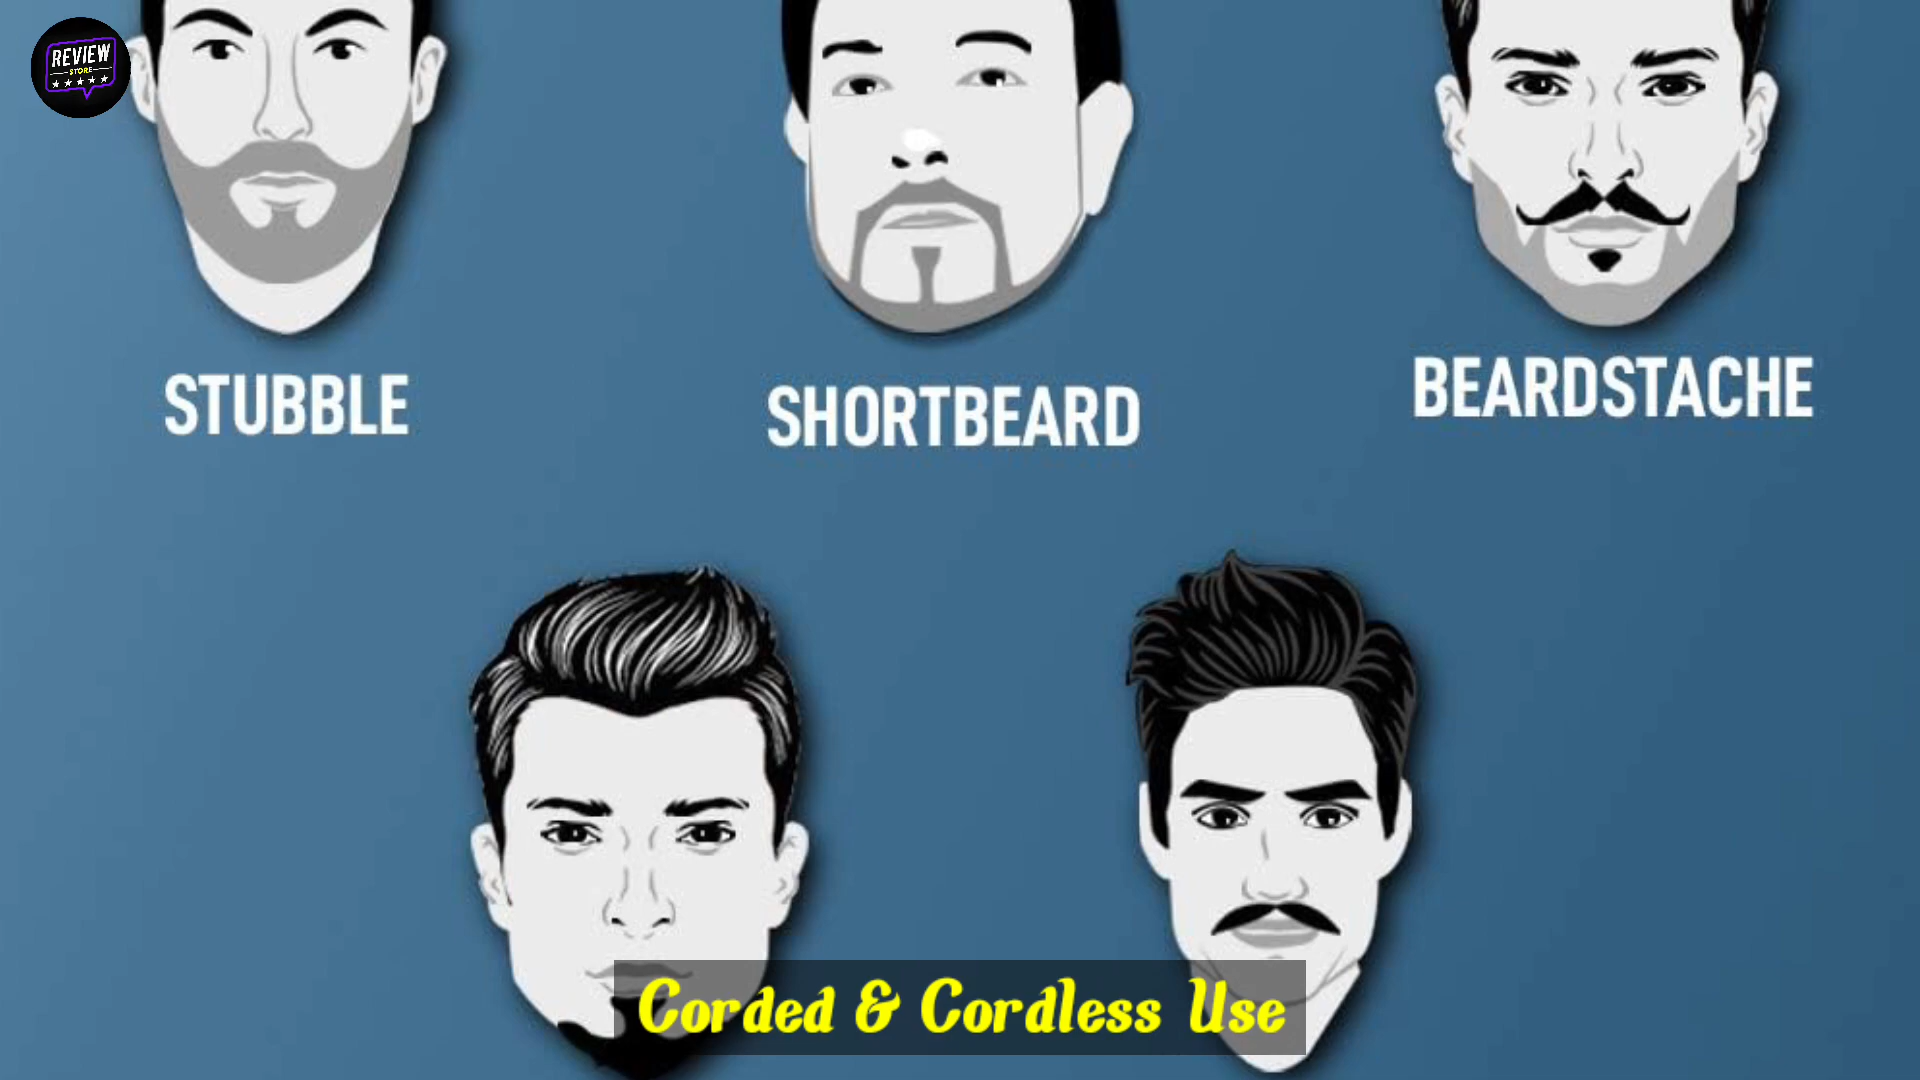 REVIEW
STORE
STUBBLE
SHORTBEARD
BEARDSTACHE
Corded & Cordless Use